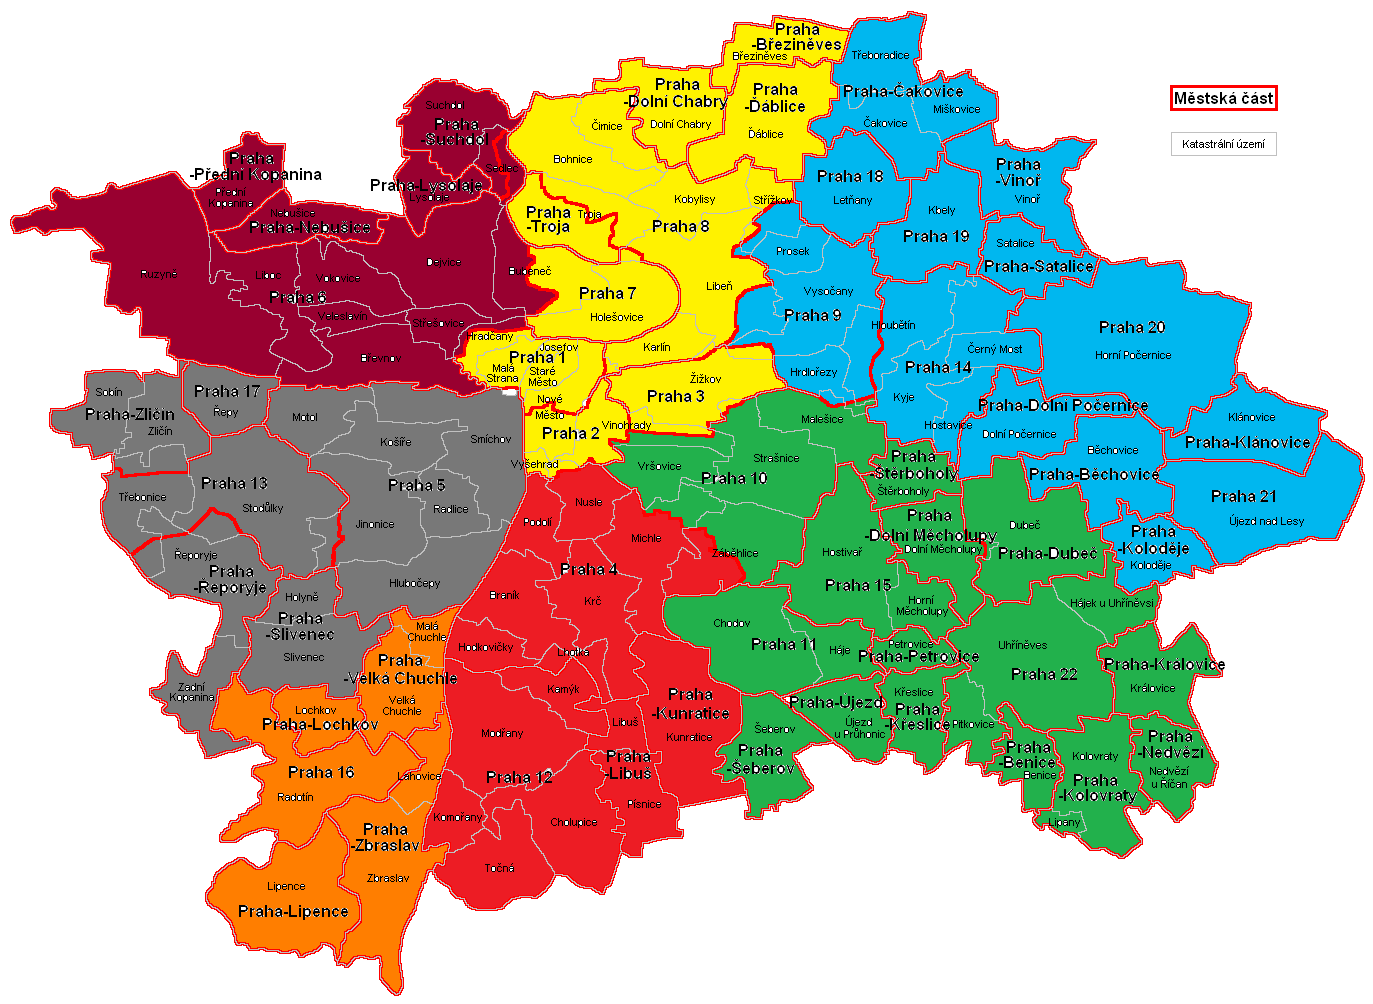 Praha
-Březiněves
Březiněves
Třeboradice
Praha
-Dolní Chabry
Dolní Chabry
Praha
-Ďáblice
Ďáblice
Praha-Čakovice
Čakovice
Miškovice
Městská část
Katastrální území
Suchdol
Praha
-Suchdol
Sedlec
Čimice
Bohnice
Praha
-Přední Kopanina
Přední
Kopanina
Praha-Lysolaje
Lysolaje
Nebušice
Praha-Nebušice
Praha
-Troja
Troja
Kobylisy
Střížkov
Praha 8
Praha 18
Letňany
Kbely
Praha 19
Praha
-Vinoř
Vinoř
Satalice
Praha-Satalice
Ruzyně
Liboc
Vokovice
Dejvice
Bubeneč
Praha 6
Veleslavín
Střešovice
Břevnov
Praha 7
Holešovice
Libeň
Karlín
Prosek
Vysočany
Praha 9
Hrdlořezy
Hloubětín
Praha 14
Černý Most
Kyje
Hostavice
Praha 20
Horní Počernice
Hradčany
Praha 1
Josefov
Malá
Strana
Staré
Město
Nové
Město
Praha 2
Vinohrady
Vyšehrad
Žižkov
Praha 3
Praha-Dolní Počernice
Dolní Počernice
Běchovice
Praha-Běchovice
Klánovice
Praha-Klánovice
Praha 21
Újezd nad Lesy
Praha
-Koloděje
Koloděje
Sobín
Praha-Zličín
Zličín
Praha 17
Řepy
Motol
Košíře
Smíchov
Praha 5
Radlice
Jinonice
Hlubočepy
Praha 13
Třebonice
Stodůlky
Řeporyje
Praha
-Řeporyje
Holyně
Praha
-Slivenec
Slivenec
Zadní
Kopanina
Malešice
Strašnice
Vršovice
Praha 10
Záběhlice
Praha
-Štěrboholy
Štěrboholy
Praha
-Dolní Měcholupy
Dolní Měcholupy
Dubeč
Praha-Dubeč
Hostivař
Praha 15
Horní
Měcholupy
Nusle
Podolí
Michle
Praha 4
Krč
Braník
Hodkovičky
Lhotka
Kamýk
Modřany
Praha 12
Komořany
Cholupice
Točná
Libuš
Praha
-Libuš
Písnice
Praha
-Kunratice
Kunratice
Chodov
Praha 11
Háje
Petrovice
Praha-Petrovice
Praha-Újezd
Újezd
u Průhonic
Šeberov
Praha
-Šeberov
Křeslice
Praha
-Křeslice
Pitkovice
Hájek u Uhříněvsi
Uhříněves
Praha 22
Praha-Kralovice
Královice
Praha
-Nedvězí
Nedvězí
u Říčan
Praha
-Benice
Benice
Kolovraty
Praha
-Kolovraty
Lipany
Malá
Chuchle
Praha
-Velká Chuchle
Velká
Chuchle
Lochkov
Praha-Lochkov
Praha 16
Radotín
Lahovice
Praha
-Zbraslav
Zbraslav
Lipence
Praha-Lipence